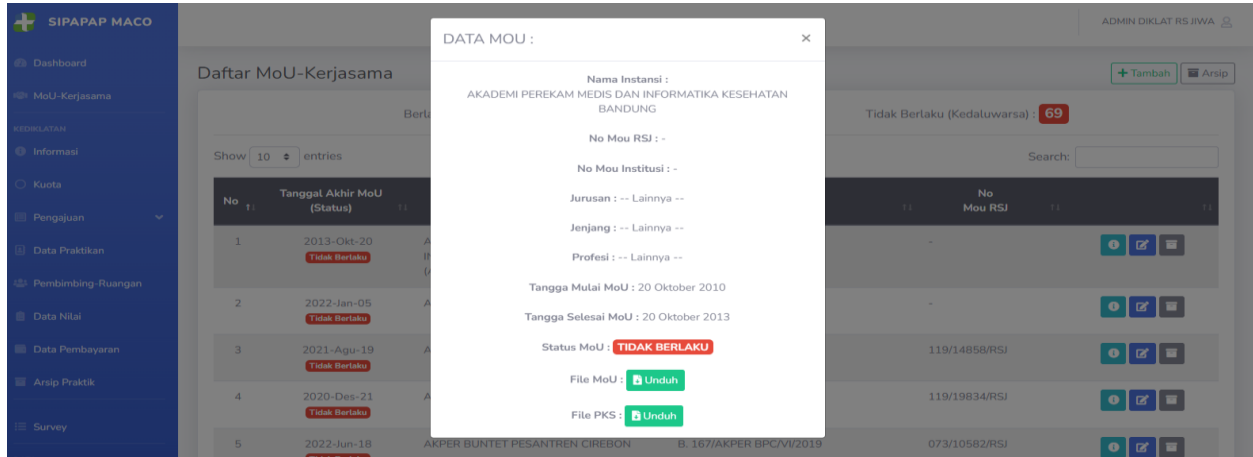 SIPAPAP MACO
ADMIN DIKLAT RS JIWA
Dashboard
MoU-Kerjasama
KEDIKLATAN
Informasi
Kuota
Pengajuan
Data Praktikan
Pembimbing-Ruangan
Data Nilai
Data Pembayaran
Arsip Praktik
Survey
Daftar MoU-Kerjasama
+ Tambah
Arsip
Tidak Berlaku (Kedaluwarsa) : 69
Show 10 entries
Search:
No
Tanggal Akhir MoU
(Status)
No
Mou RSJ
1
2013-Okt-20
Tidak Berlaku
-
2
2022-Jan-05
Tidak Berlaku
-
3
2021-Agu-19
Tidak Berlaku
119/14858/RSJ
4
2020-Des-21
Tidak Berlaku
119/19834/RSJ
5
2022-Jun-18
AKPER BUNTET PESANTREN CIREBON
B. 167/AKPER BPC/VI/2019
073/10582/RSJ
DATA MOU :
×
Nama Instansi :
AKADEMI PEREKAM MEDIS DAN INFORMATIKA KESEHATAN
BANDUNG
No Mou RSJ : -
No Mou Institusi : -
Jurusan : -- Lainnya --
Jenjang : -- Lainnya --
Profesi : -- Lainnya --
Tangga Mulai MoU : 20 Oktober 2010
Tangga Selesai MoU : 20 Oktober 2013
Status MoU : TIDAK BERLAKU
File MoU : Unduh
File PKS : Unduh